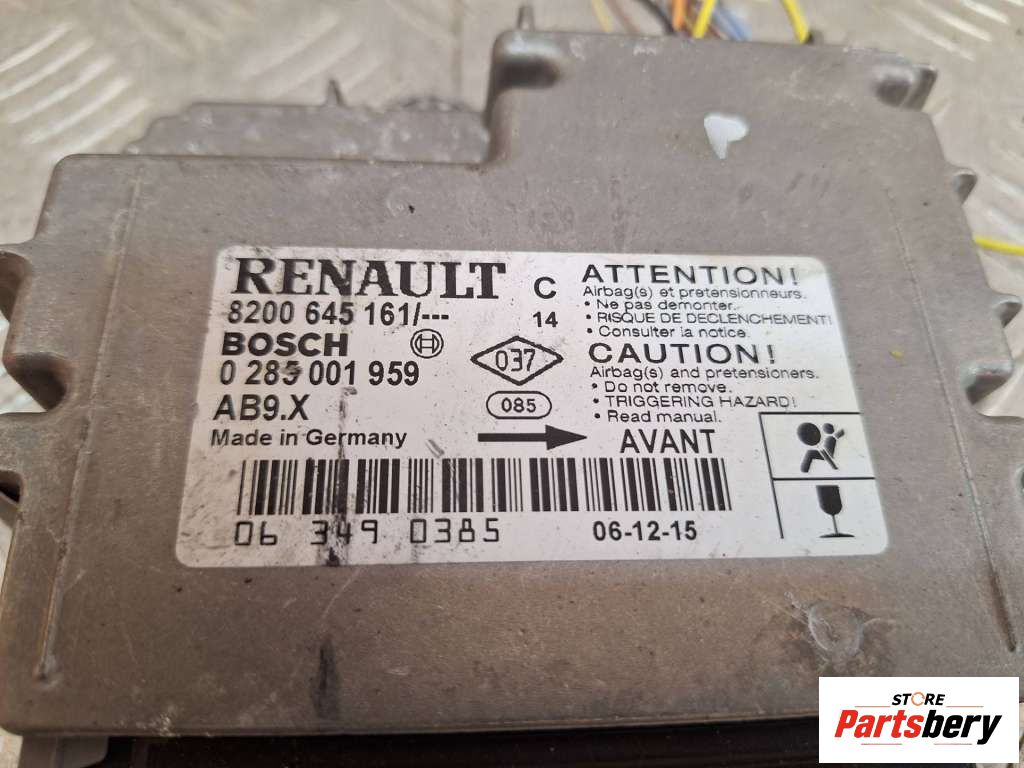 RENAULT
8200 645 161/---
BOSCH
0 285 001 959
AB9.X
Made in Germany
C
14
037
085
ATTENTION!
Airbag(s) et pretensionneurs.
• Ne pas demonter.
• RISQUE DE DECLENCHEMENT!
• Consulter la notice.
CAUTION!
Airbag(s) and pretensioners.
• Do not remove.
• TRIGGERING HAZARD!
• Read manual.
AVANT
06 349 0385
06-12-15
STORE
Partsbery